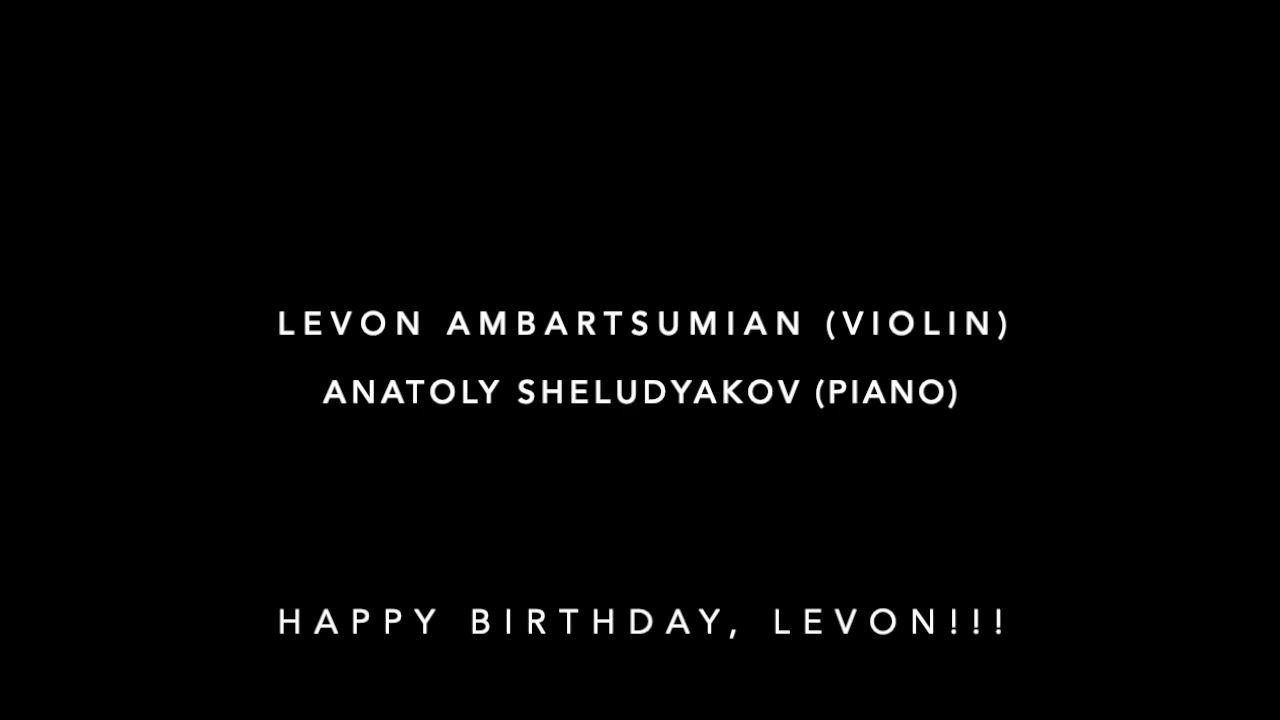 LEVON AMBARTSUMIAN (VIOLIN)
ANATOLY SHELUDYAKOV (PIANO)
HAPPY BIRTHDAY, LEVON!!!